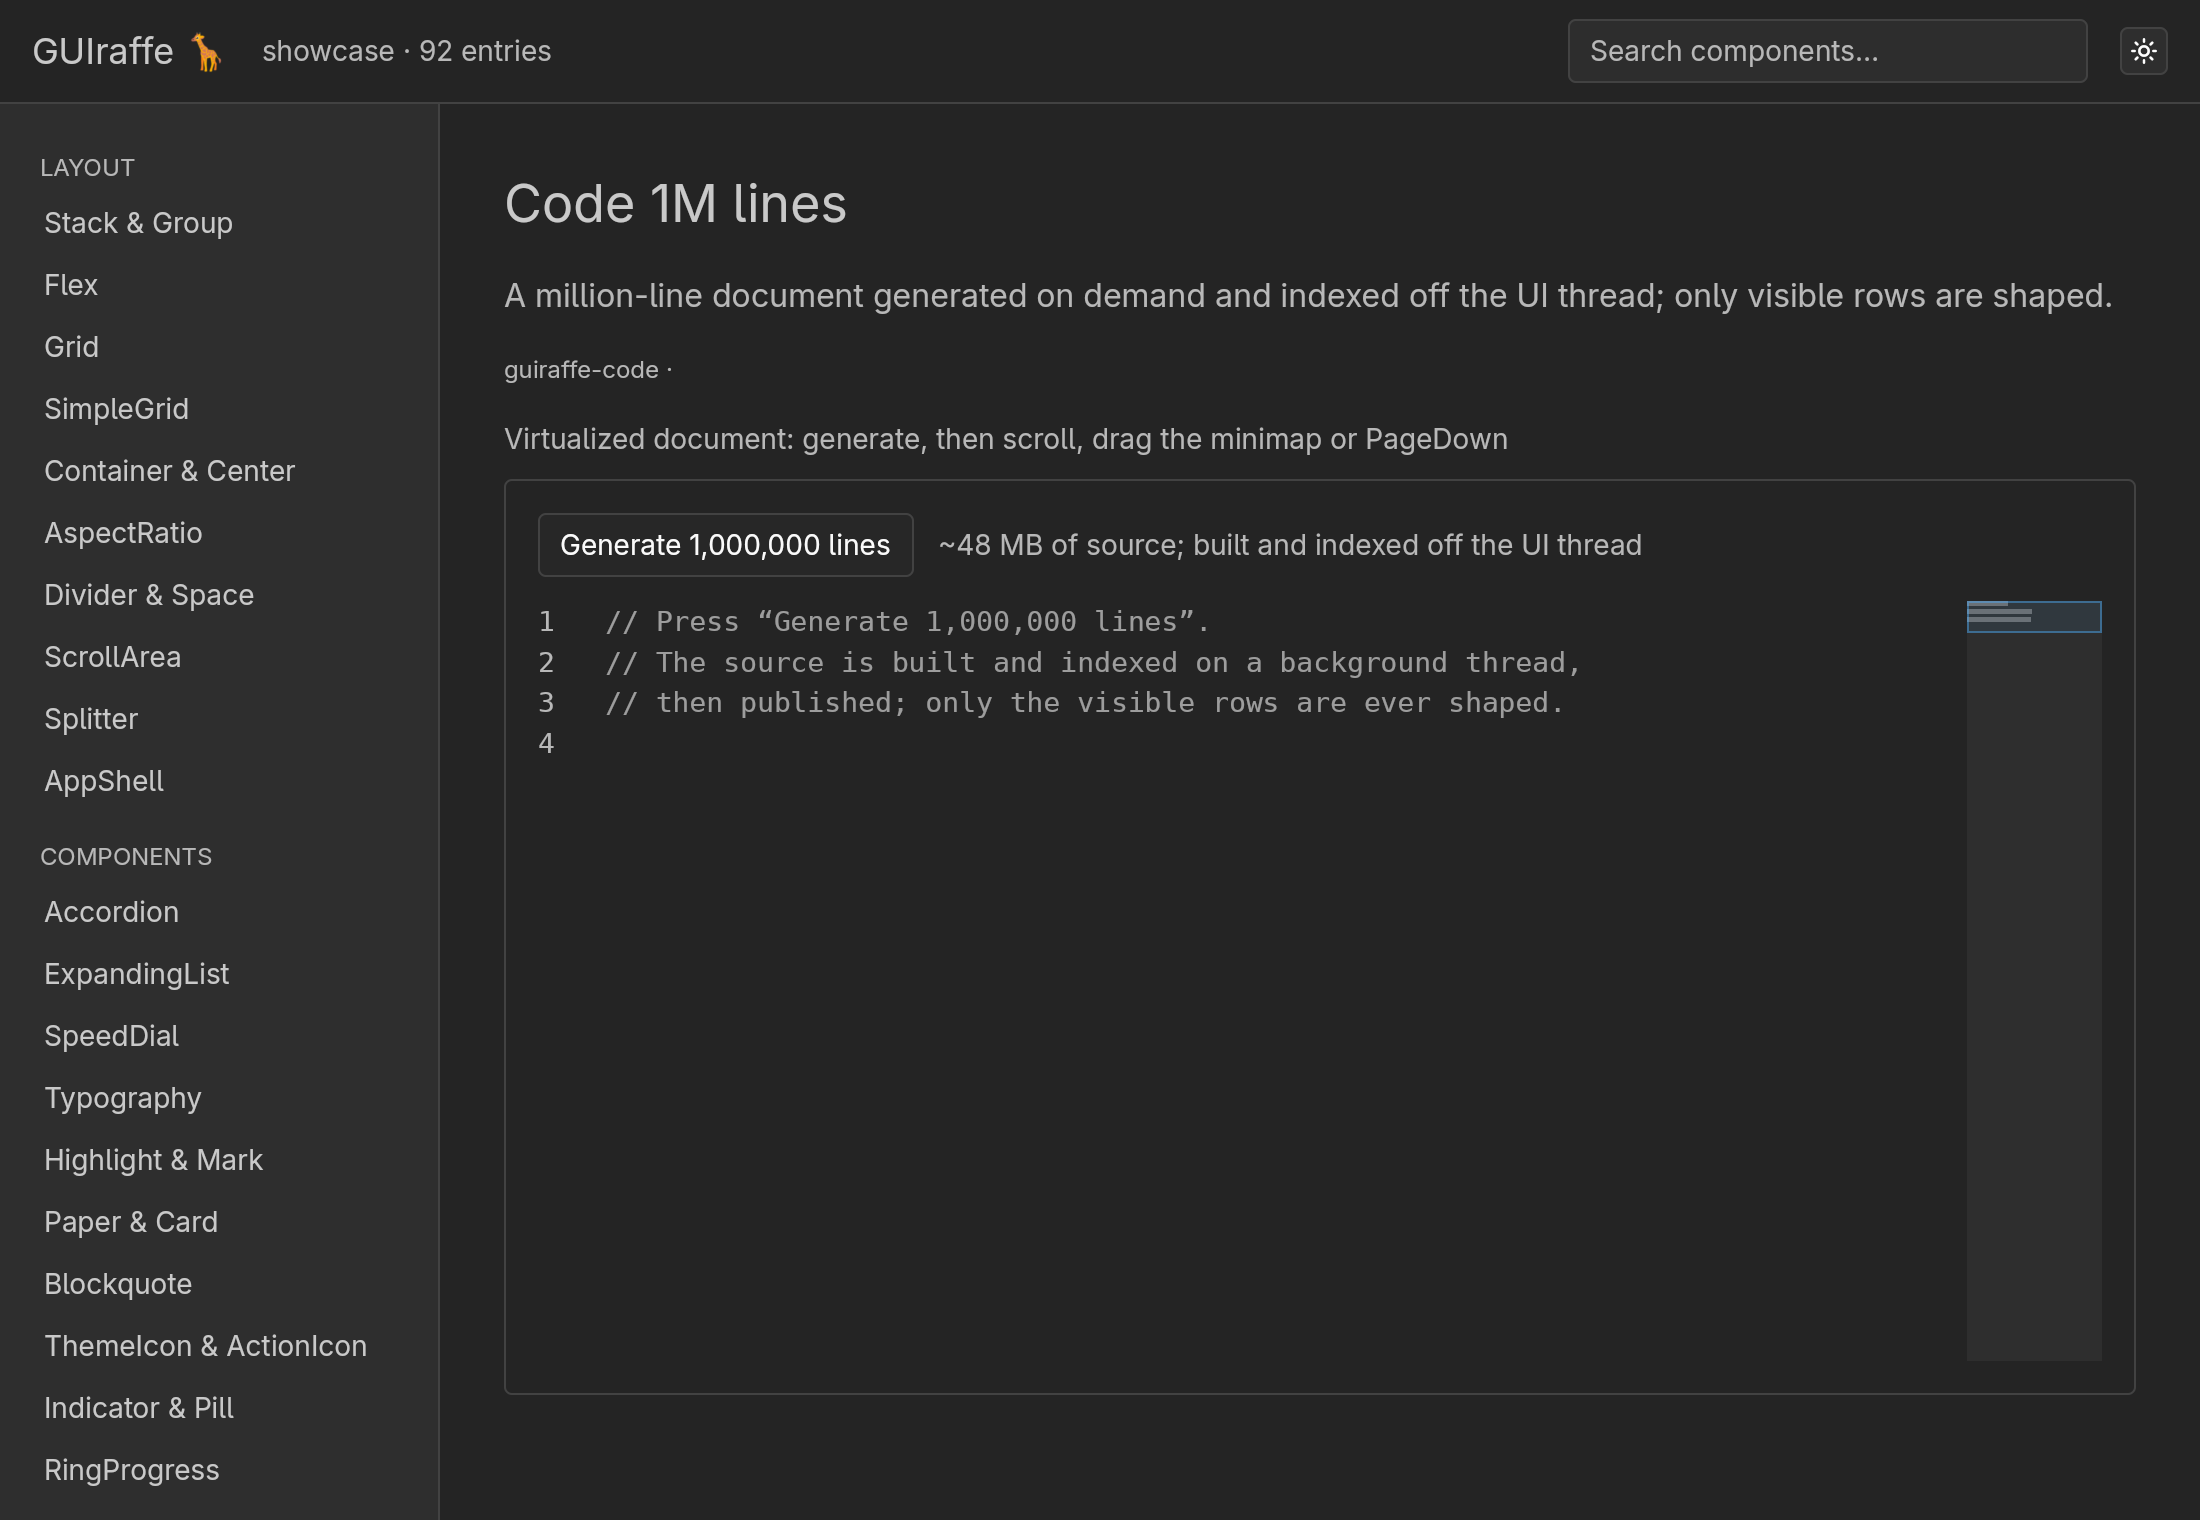 GUIraffe 🦒 showcase · 92 entries
Search components...
LAYOUT
Stack & Group
Flex
Grid
SimpleGrid
Container & Center
AspectRatio
Divider & Space
ScrollArea
Splitter
AppShell
COMPONENTS
Accordion
ExpandingList
SpeedDial
Typography
Highlight & Mark
Paper & Card
Blockquote
ThemeIcon & ActionIcon
Indicator & Pill
RingProgress
Code 1M lines
A million-line document generated on demand and indexed off the UI thread; only visible rows are shaped.
guiraffe-code ·
Virtualized document: generate, then scroll, drag the minimap or PageDown
Generate 1,000,000 lines ~48 MB of source; built and indexed off the UI thread
1 // Press “Generate 1,000,000 lines”.
2 // The source is built and indexed on a background thread,
3 // then published; only the visible rows are ever shaped.
4